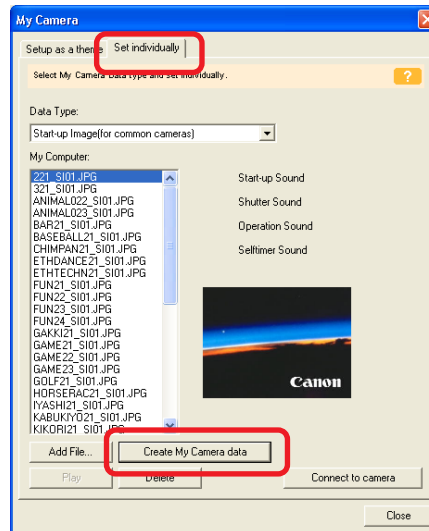 My Camera
Setup as a theme
Set individually
Select My Camera Data type and set individually.
?
Data Type:
Start-up Image(for common cameras)
My Computer:
221_SI01.JPG
321_SI01.JPG
ANIMAL022_SI01.JPG
ANIMAL023_SI01.JPG
BAR21_SI01.JPG
BASEBALL21_SI01.JPG
CHIMPAN21_SI01.JPG
ETHDANCE21_SI01.JPG
ETHTECHN21_SI01.JPG
FUN21_SI01.JPG
FUN22_SI01.JPG
FUN23_SI01.JPG
FUN24_SI01.JPG
GAKKI21_SI01.JPG
GAME21_SI01.JPG
GAME22_SI01.JPG
GAME23_SI01.JPG
GOLF21_SI01.JPG
HORSERAC21_SI01.JPG
IYASHI21_SI01.JPG
KABUKIYO21_SI01.JPG
KIKORI21_SI01.JPG
Start-up Sound
Shutter Sound
Operation Sound
Selftimer Sound
Canon
Add File...
Create My Camera data
Play
Delete
Connect to camera
Close